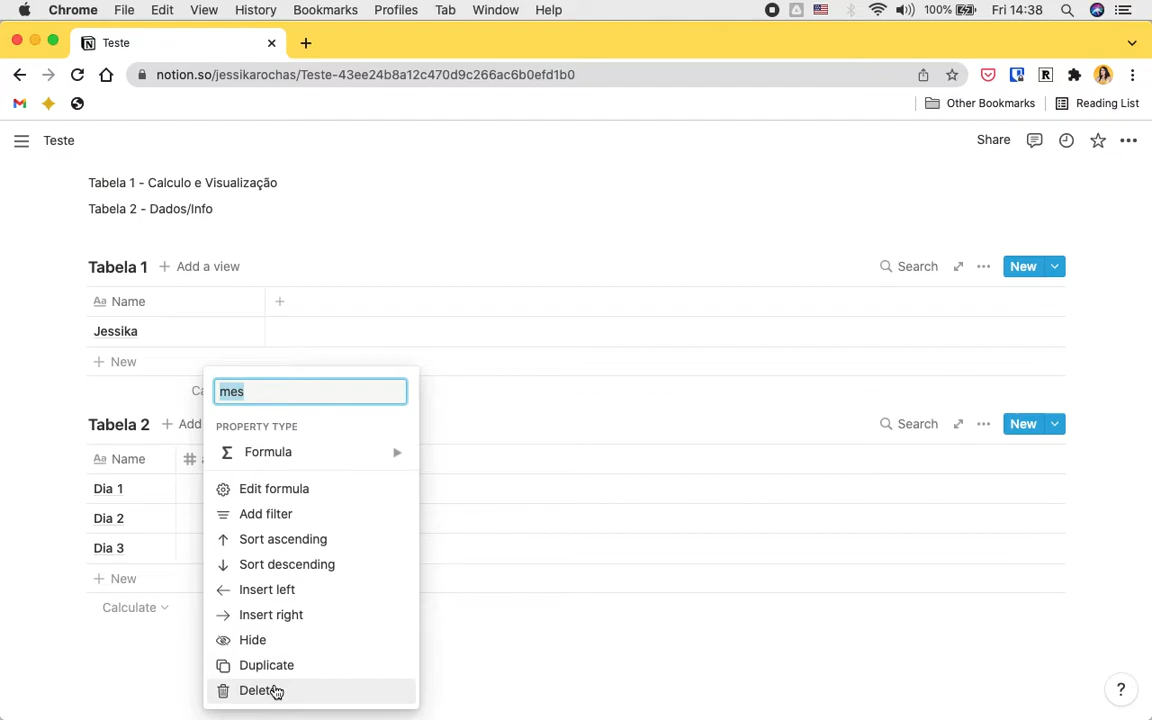 Chrome File Edit View History Bookmarks Profiles Tab Window Help 100% Fri 14:38
Teste
notion.so/jessikarochas/Teste-43ee24b8a12c470d9c266ac6b0efd1b0
Other Bookmarks Reading List
Teste Share
Tabela 1 - Calculo e Visualização
Tabela 2 - Dados/Info
Tabela 1 + Add a view Search New
Aa Name +
Jessika
+ New
mes
PROPERTY TYPE
Tabela 2 + Add Search New
Formula
Aa Name #
Dia 1
Edit formula
Add filter
Dia 2
Sort ascending
Dia 3
Sort descending
+ New
Insert left
Calculate
Insert right
Hide
Duplicate
Delete
?